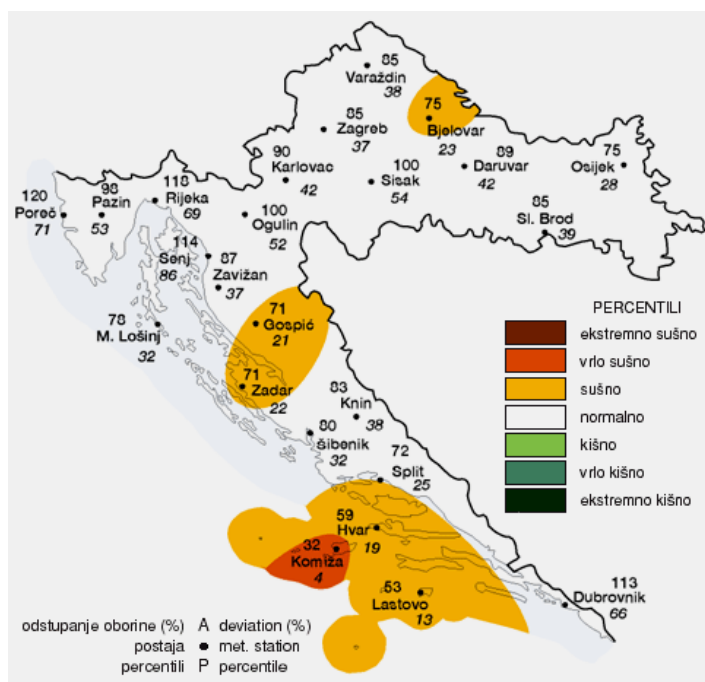 85
Varaždin
38
75
Bjelovar
23
85
Zagreb
37
90
Karlovac
42
100
Sisak
54
89
Daruvar
42
75
Osijek
28
85
Sl. Brod
39
120
Poreč
71
98
Pazin
53
118
Rijeka
69
100
Ogulin
52
114
Senj
86
87
Zavižan
37
78
M. Lošinj
32
71
Gospić
21
71
Zadar
22
83
Knin
38
80
Šibenik
32
72
Split
25
59
Hvar
19
32
Komiža
4
53
Lastovo
13
113
Dubrovnik
66
PERCENTILI
ekstremno sušno
vrlo sušno
sušno
normalno
kišno
vrlo kišno
ekstremno kišno
odstupanje oborine (%) A deviation (%)
postaja met. station
percentili P percentile